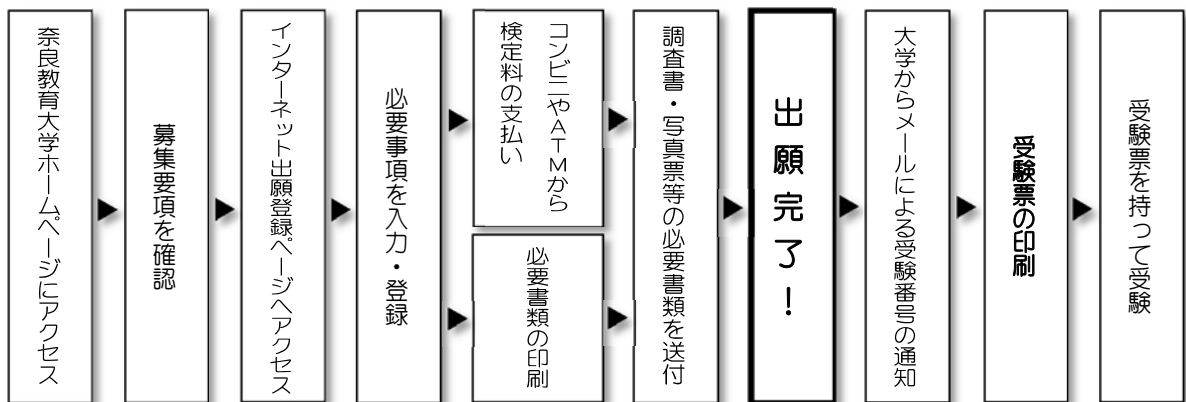 奈良教育大学ホームページにアクセス
募集要項を確認
インターネット出願登録ページへアクセス
必要事項を入力・登録
コンビニやATMから
検定料の支払い
必要書類の印刷
調査書・写真票等の必要書類を送付
出願完了！
大学からメールによる受験番号の通知
受験票の印刷
受験票を持って受験